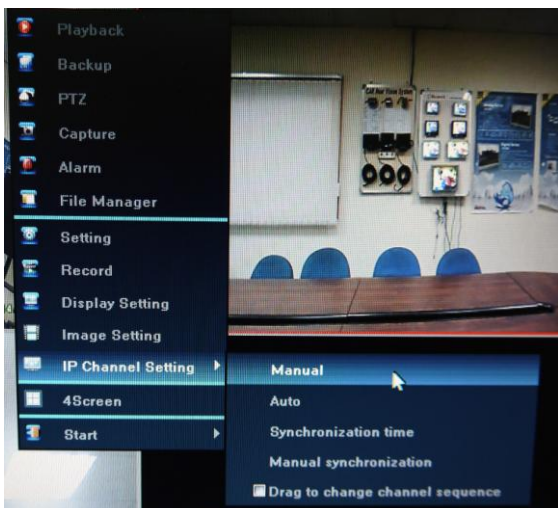 Playback
Backup
PTZ
Capture
Alarm
File Manager
Setting
Record
Display Setting
Image Setting
IP Channel Setting
4Screen
Start
Manual
Auto
Synchronization time
Manual synchronization
Drag to change channel sequence